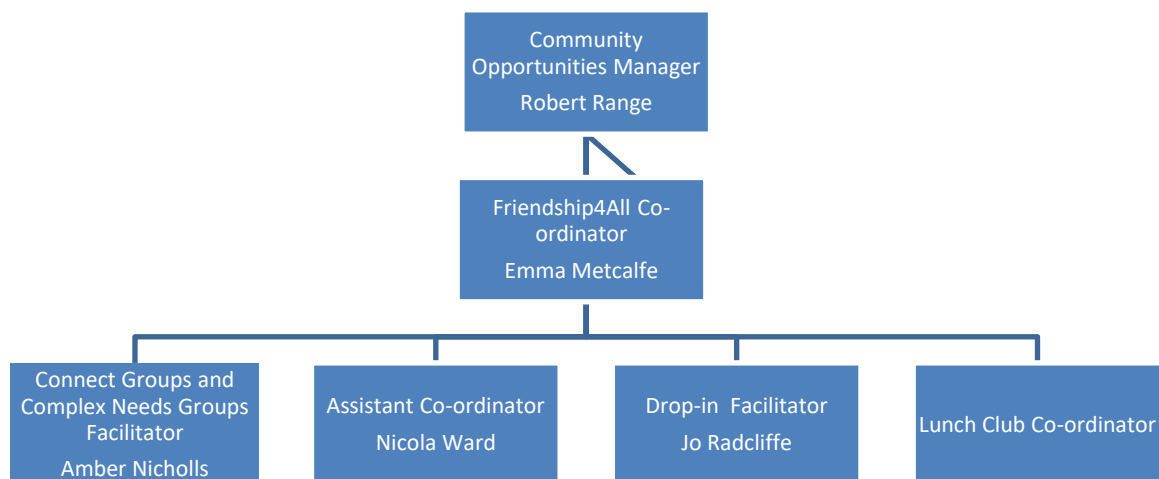 Community
Opportunities Manager
Robert Range
Friendship4All Co-
ordinator
Emma Metcalfe
Connect Groups and
Complex Needs Groups
Facilitator
Amber Nicholls
Assistant Co-ordinator
Nicola Ward
Drop-in  Facilitator
Jo Radcliffe
Lunch Club Co-ordinator